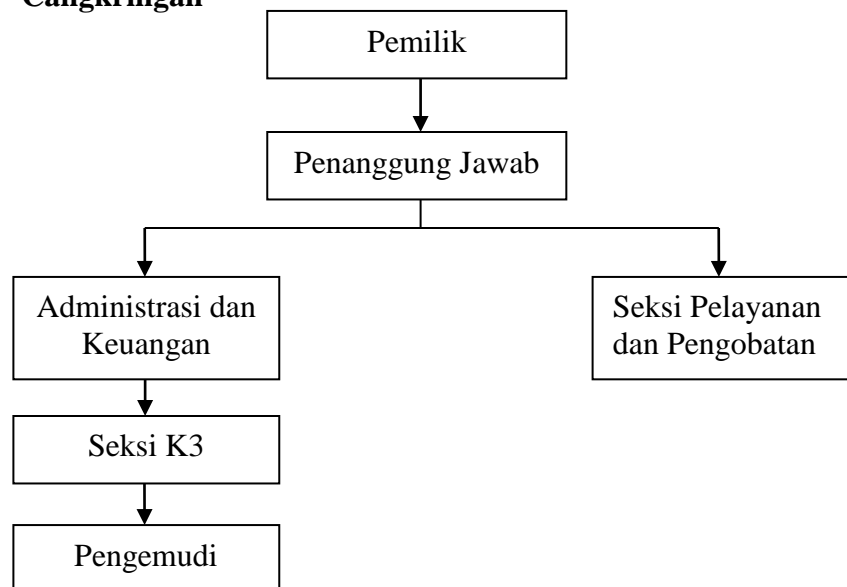 Cangkringan
Pemilik
Penanggung Jawab
Administrasi dan
Keuangan
Seksi Pelayanan
dan Pengobatan
Seksi K3
Pengemudi